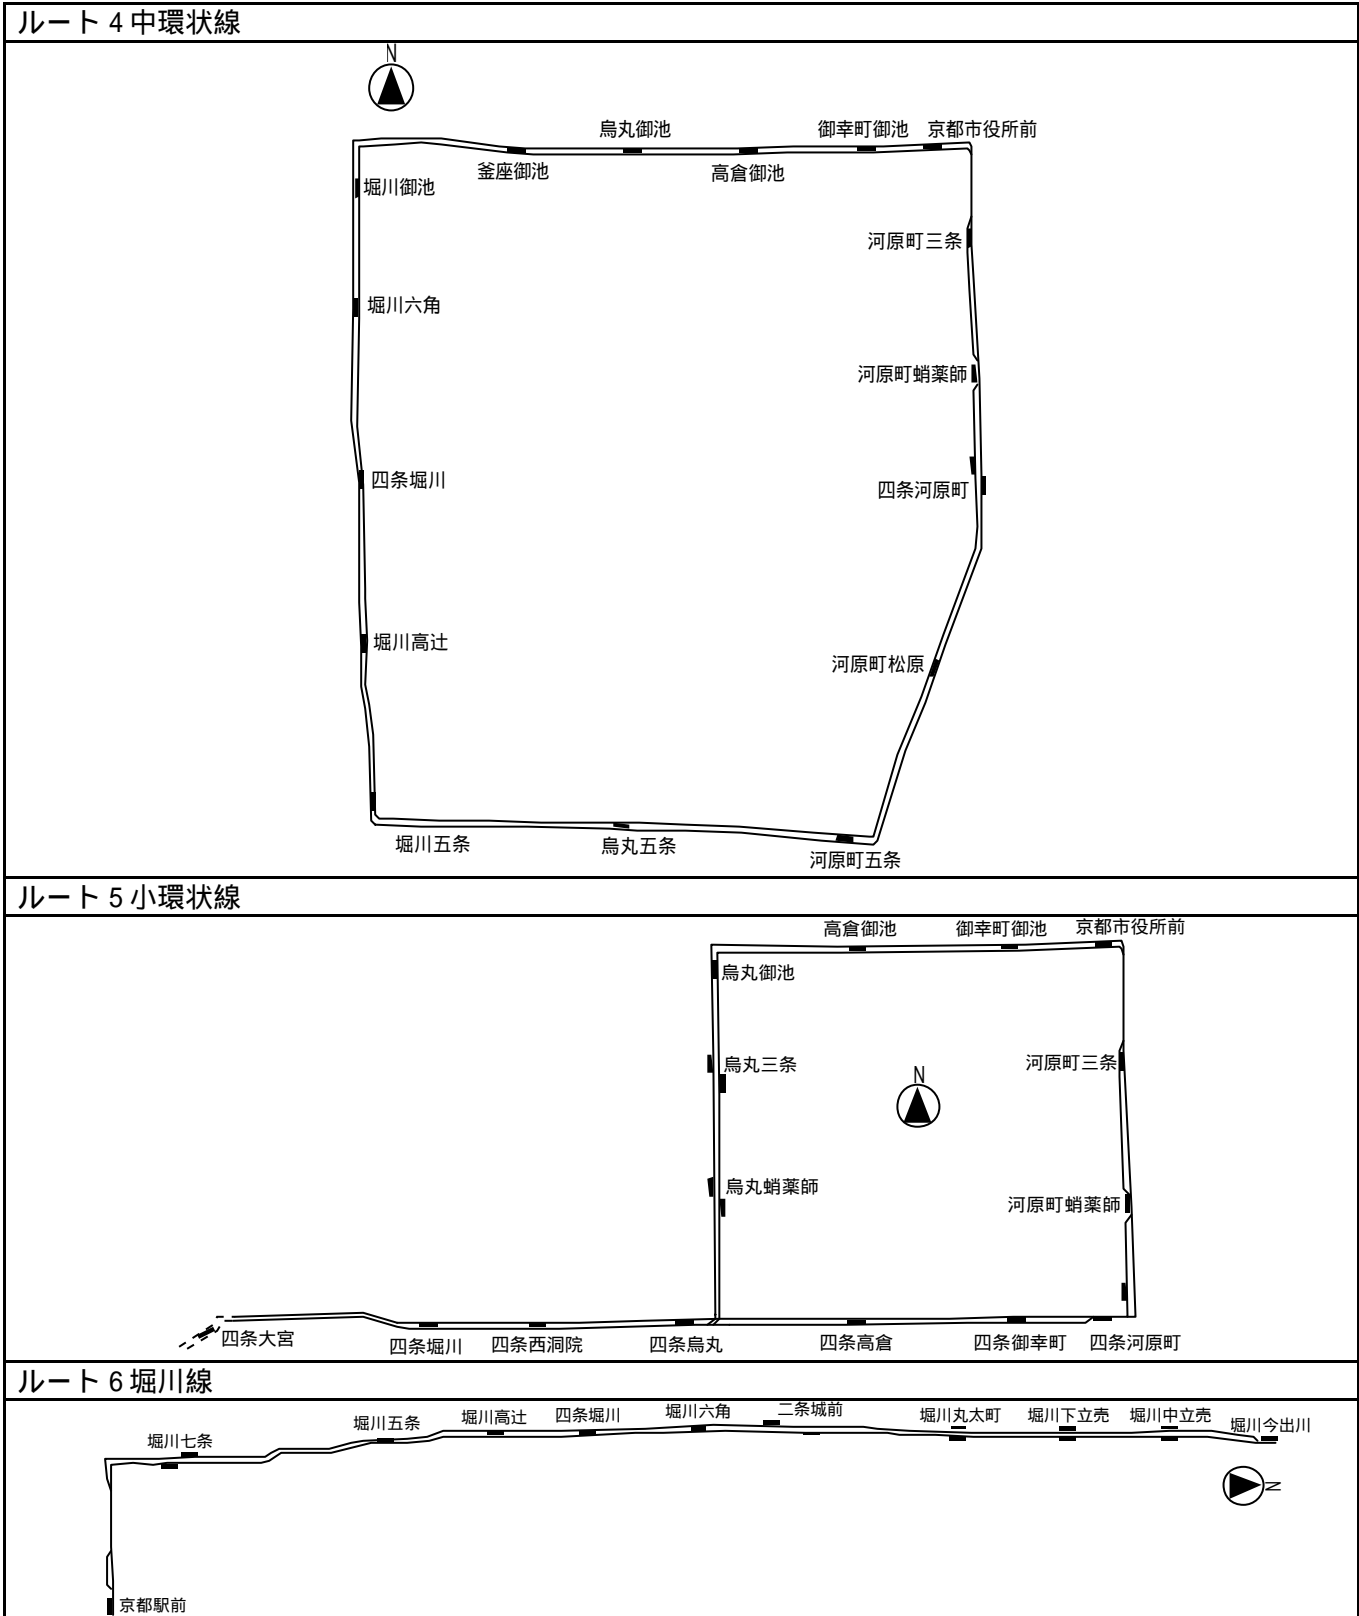 ルート 4 中環状線
N
烏丸御池
御幸町御池
京都市役所前
釜座御池
高倉御池
堀川御池
河原町三条
堀川六角
河原町蛸薬師
四条堀川
四条河原町
堀川高辻
河原町松原
堀川五条
烏丸五条
河原町五条
ルート 5 小環状線
高倉御池
御幸町御池
京都市役所前
烏丸御池
烏丸三条
河原町三条
N
烏丸蛸薬師
河原町蛸薬師
四条大宮
四条堀川
四条西洞院
四条烏丸
四条高倉
四条御幸町
四条河原町
ルート 6 堀川線
堀川七条
堀川五条
堀川高辻
四条堀川
堀川六角
二条城前
堀川丸太町
堀川下立売
堀川中立売
堀川今出川
N
京都駅前